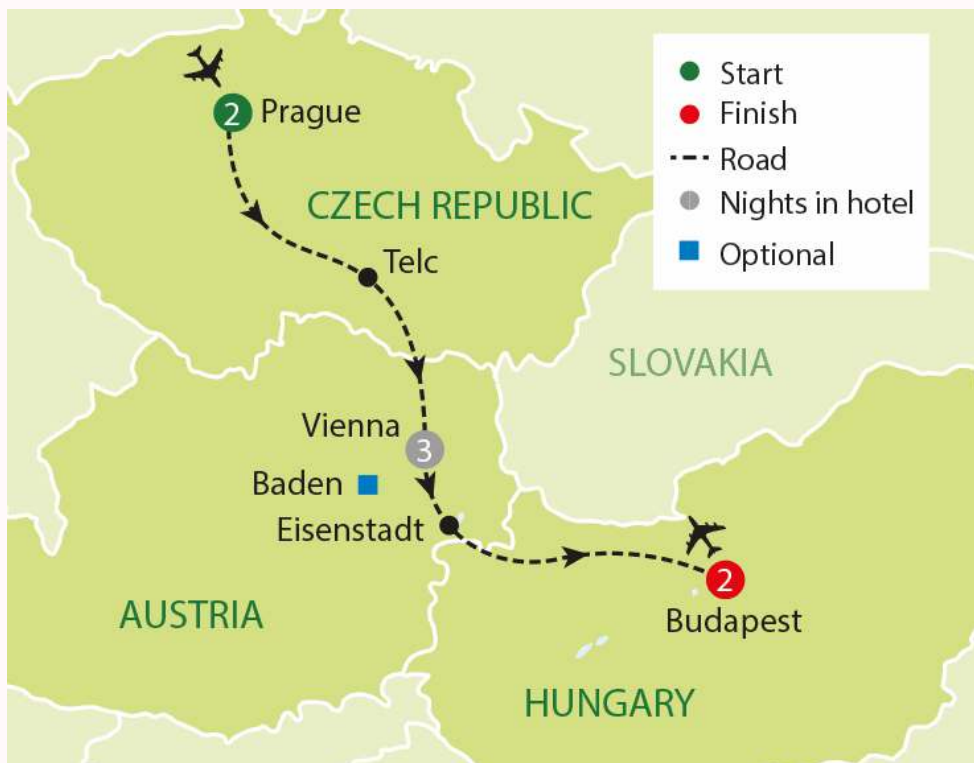 2 Prague
CZECH REPUBLIC
Telc
SLOVAKIA
Vienna
3
Baden
Eisenstadt
2
Budapest
AUSTRIA
HUNGARY
Start
Finish
Road
Nights in hotel
Optional